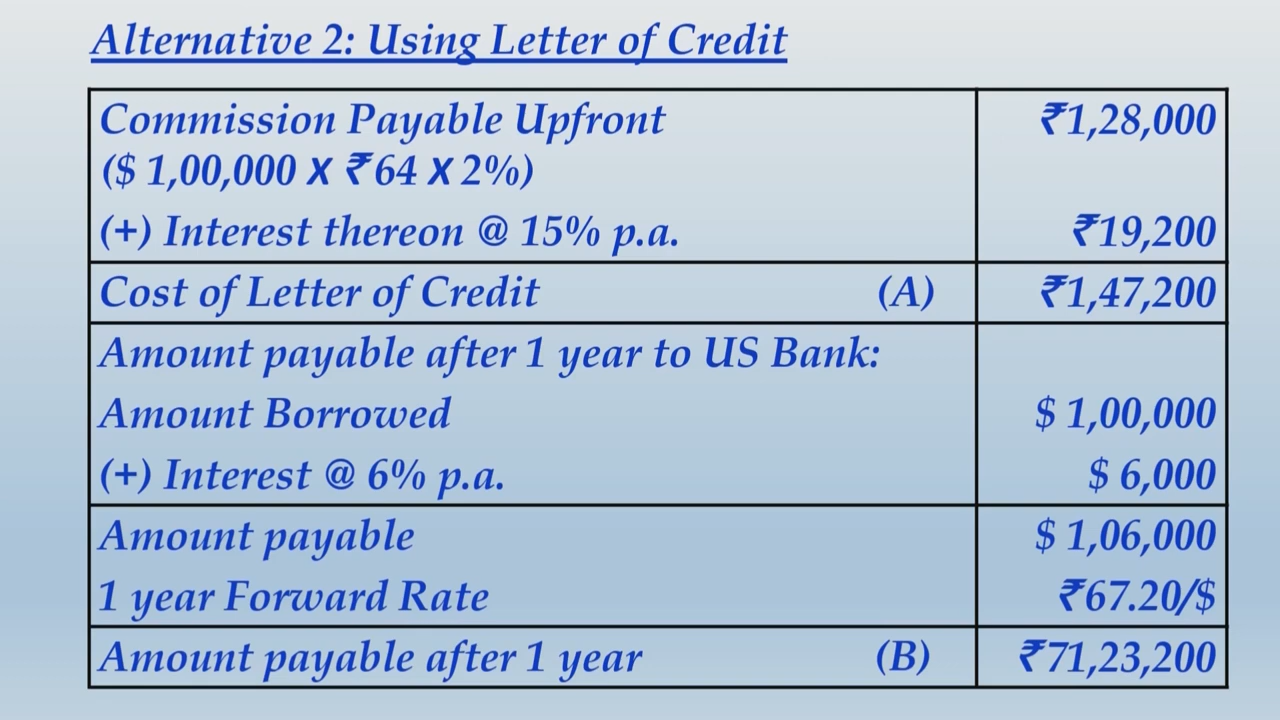 Alternative 2: Using Letter of Credit
Commission Payable Upfront ₹1,28,000
($ 1,00,000 X ₹64 X 2%)
(+) Interest thereon @ 15% p.a. ₹19,200
Cost of Letter of Credit (A) ₹1,47,200
Amount payable after 1 year to US Bank:
Amount Borrowed $ 1,00,000
(+) Interest @ 6% p.a. $ 6,000
Amount payable $ 1,06,000
1 year Forward Rate ₹67.20/$
Amount payable after 1 year (B) ₹71,23,200